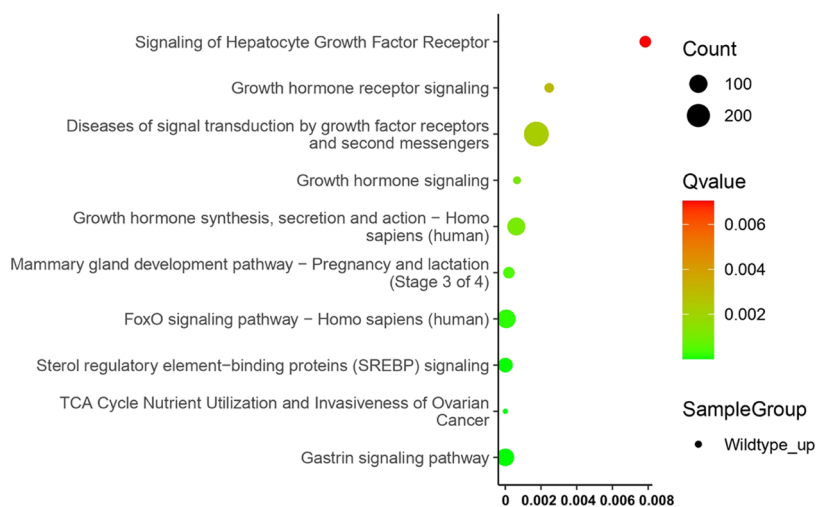 Signaling of Hepatocyte Growth Factor Receptor
Growth hormone receptor signaling
Diseases of signal transduction by growth factor receptors
and second messengers
Growth hormone signaling
Growth hormone synthesis, secretion and action − Homo
sapiens (human)
Mammary gland development pathway − Pregnancy and lactation
(Stage 3 of 4)
FoxO signaling pathway − Homo sapiens (human)
Sterol regulatory element−binding proteins (SREBP) signaling
TCA Cycle Nutrient Utilization and Invasiveness of Ovarian
Cancer
Gastrin signaling pathway
0 0.002 0.004 0.006 0.008
Count
100
200
Qvalue
0.006
0.004
0.002
SampleGroup
Wildtype_up